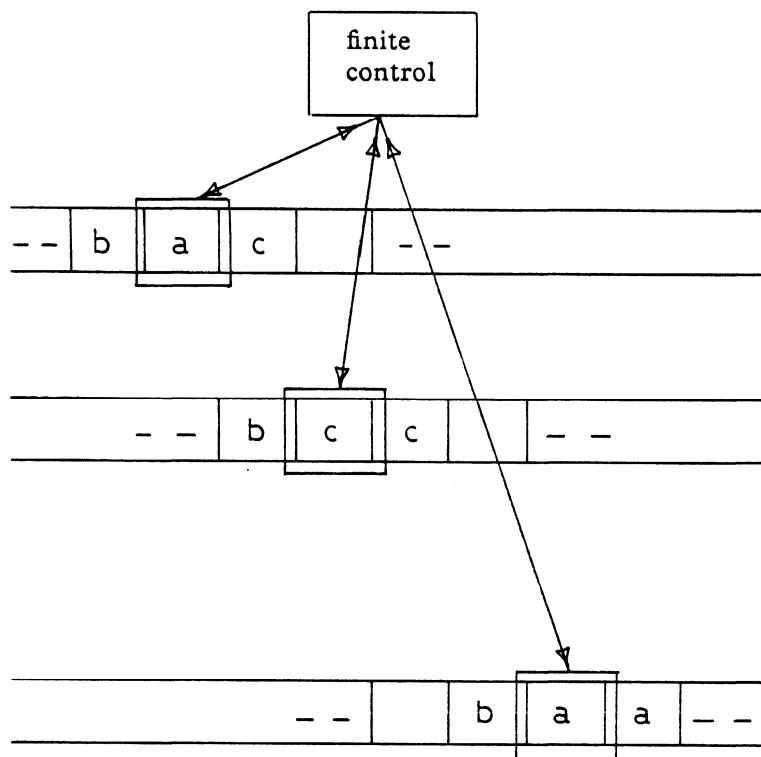 finite
control
-- b a c --
-- b c c --
-- b a a --